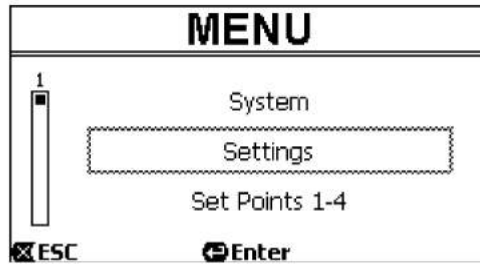 MENU
1
System
Settings
Set Points 1-4
ESC Enter